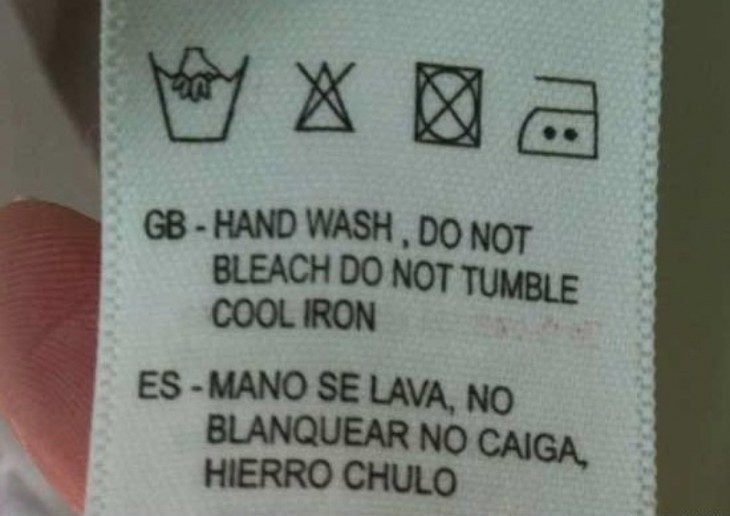 GB - HAND WASH , DO NOT
BLEACH DO NOT TUMBLE
COOL IRON
ES - MANO SE LAVA, NO
BLANQUEAR NO CAIGA,
HIERRO CHULO